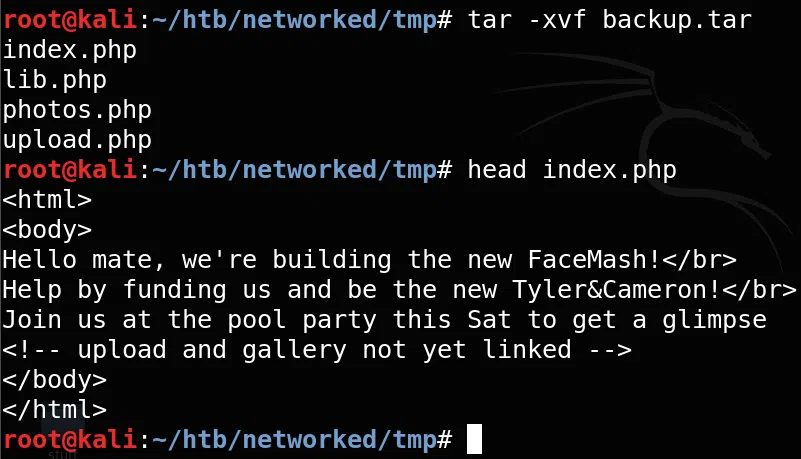 root@kali:~/htb/networked/tmp# tar -xvf backup.tar
index.php
lib.php
photos.php
upload.php
root@kali:~/htb/networked/tmp# head index.php
<html>
<body>
Hello mate, we're building the new FaceMash!</br>
Help by funding us and be the new Tyler&Cameron!</br>
Join us at the pool party this Sat to get a glimpse
<!-- upload and gallery not yet linked -->
</body>
</html>
root@kali:~/htb/networked/tmp#